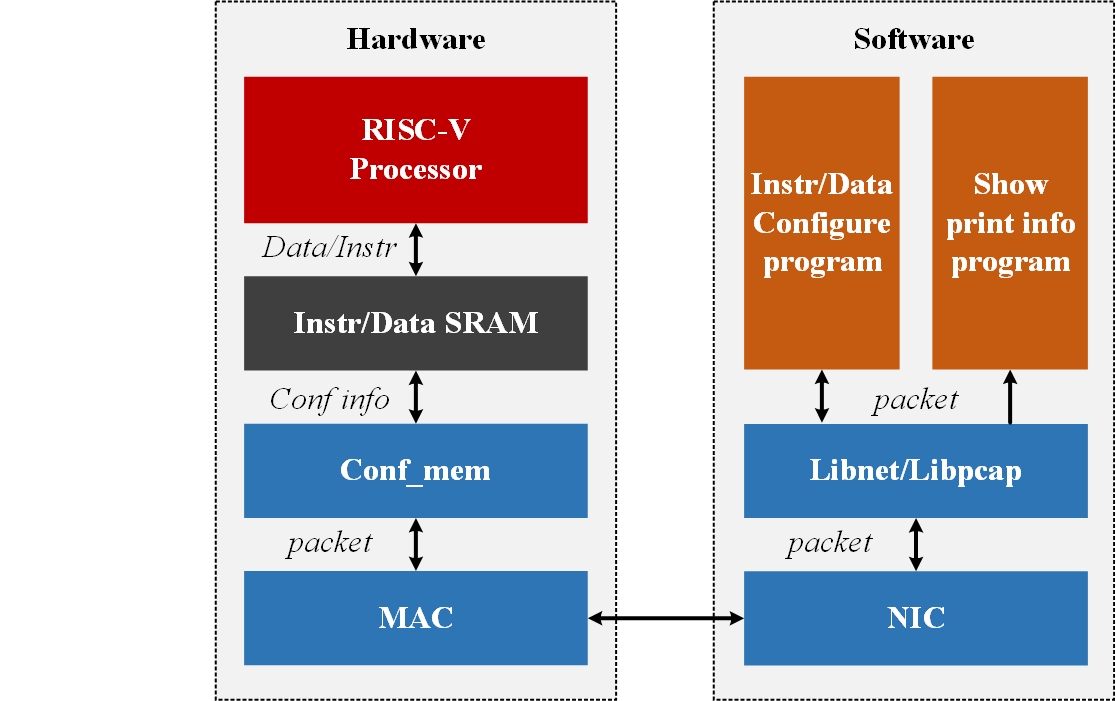 Hardware
RISC-V
Processor
Data/Instr
Instr/Data SRAM
Conf info
Conf_mem
packet
MAC
Software
Instr/Data
Configure
program
Show
print info
program
packet
Libnet/Libpcap
packet
NIC